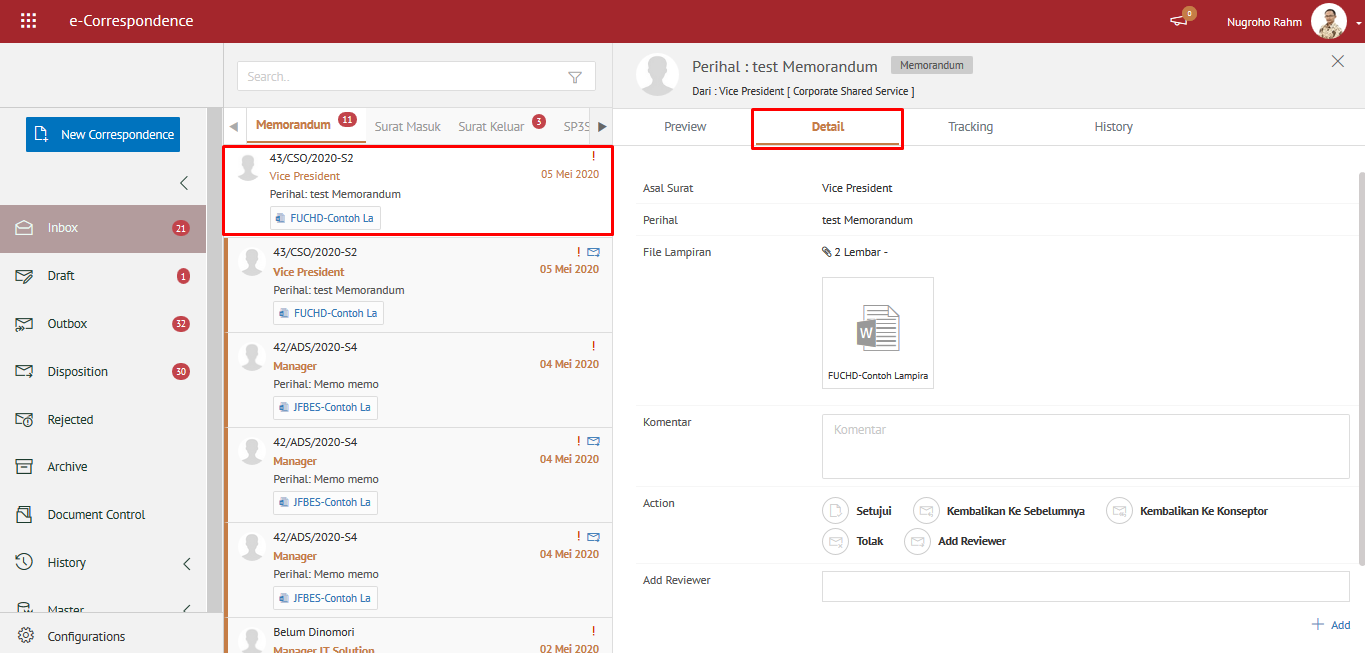 e-Correspondence
0
Nugroho Rahm
New Correspondence
Inbox 21
Draft 1
Outbox 32
Disposition 30
Rejected
Archive
Document Control
History
Master
Configurations
Search..
Memorandum 11 Surat Masuk Surat Keluar 3 SP3S
43/CSO/2020-S2 !
Vice President 05 Mei 2020
Perihal: test Memorandum
FUCHD-Contoh La
43/CSO/2020-S2 !
Vice President 05 Mei 2020
Perihal: test Memorandum
FUCHD-Contoh La
42/ADS/2020-S4 !
Manager 04 Mei 2020
Perihal: Memo memo
JFBES-Contoh La
42/ADS/2020-S4 !
Manager 04 Mei 2020
Perihal: Memo memo
JFBES-Contoh La
42/ADS/2020-S4 !
Manager 04 Mei 2020
Perihal: Memo memo
JFBES-Contoh La
Belum Dinomori !
Manager IT Solution 02 Mei 2020
Perihal : test Memorandum Memorandum
Dari : Vice President [ Corporate Shared Service ]
Preview Detail Tracking History
Asal Surat Vice President
Perihal test Memorandum
File Lampiran 2 Lembar -
W
FUCHD-Contoh Lampira
Komentar Komentar
Action Setujui Kembalikan Ke Sebelumnya Kembalikan Ke Konseptor
Tolak Add Reviewer
Add Reviewer
+ Add